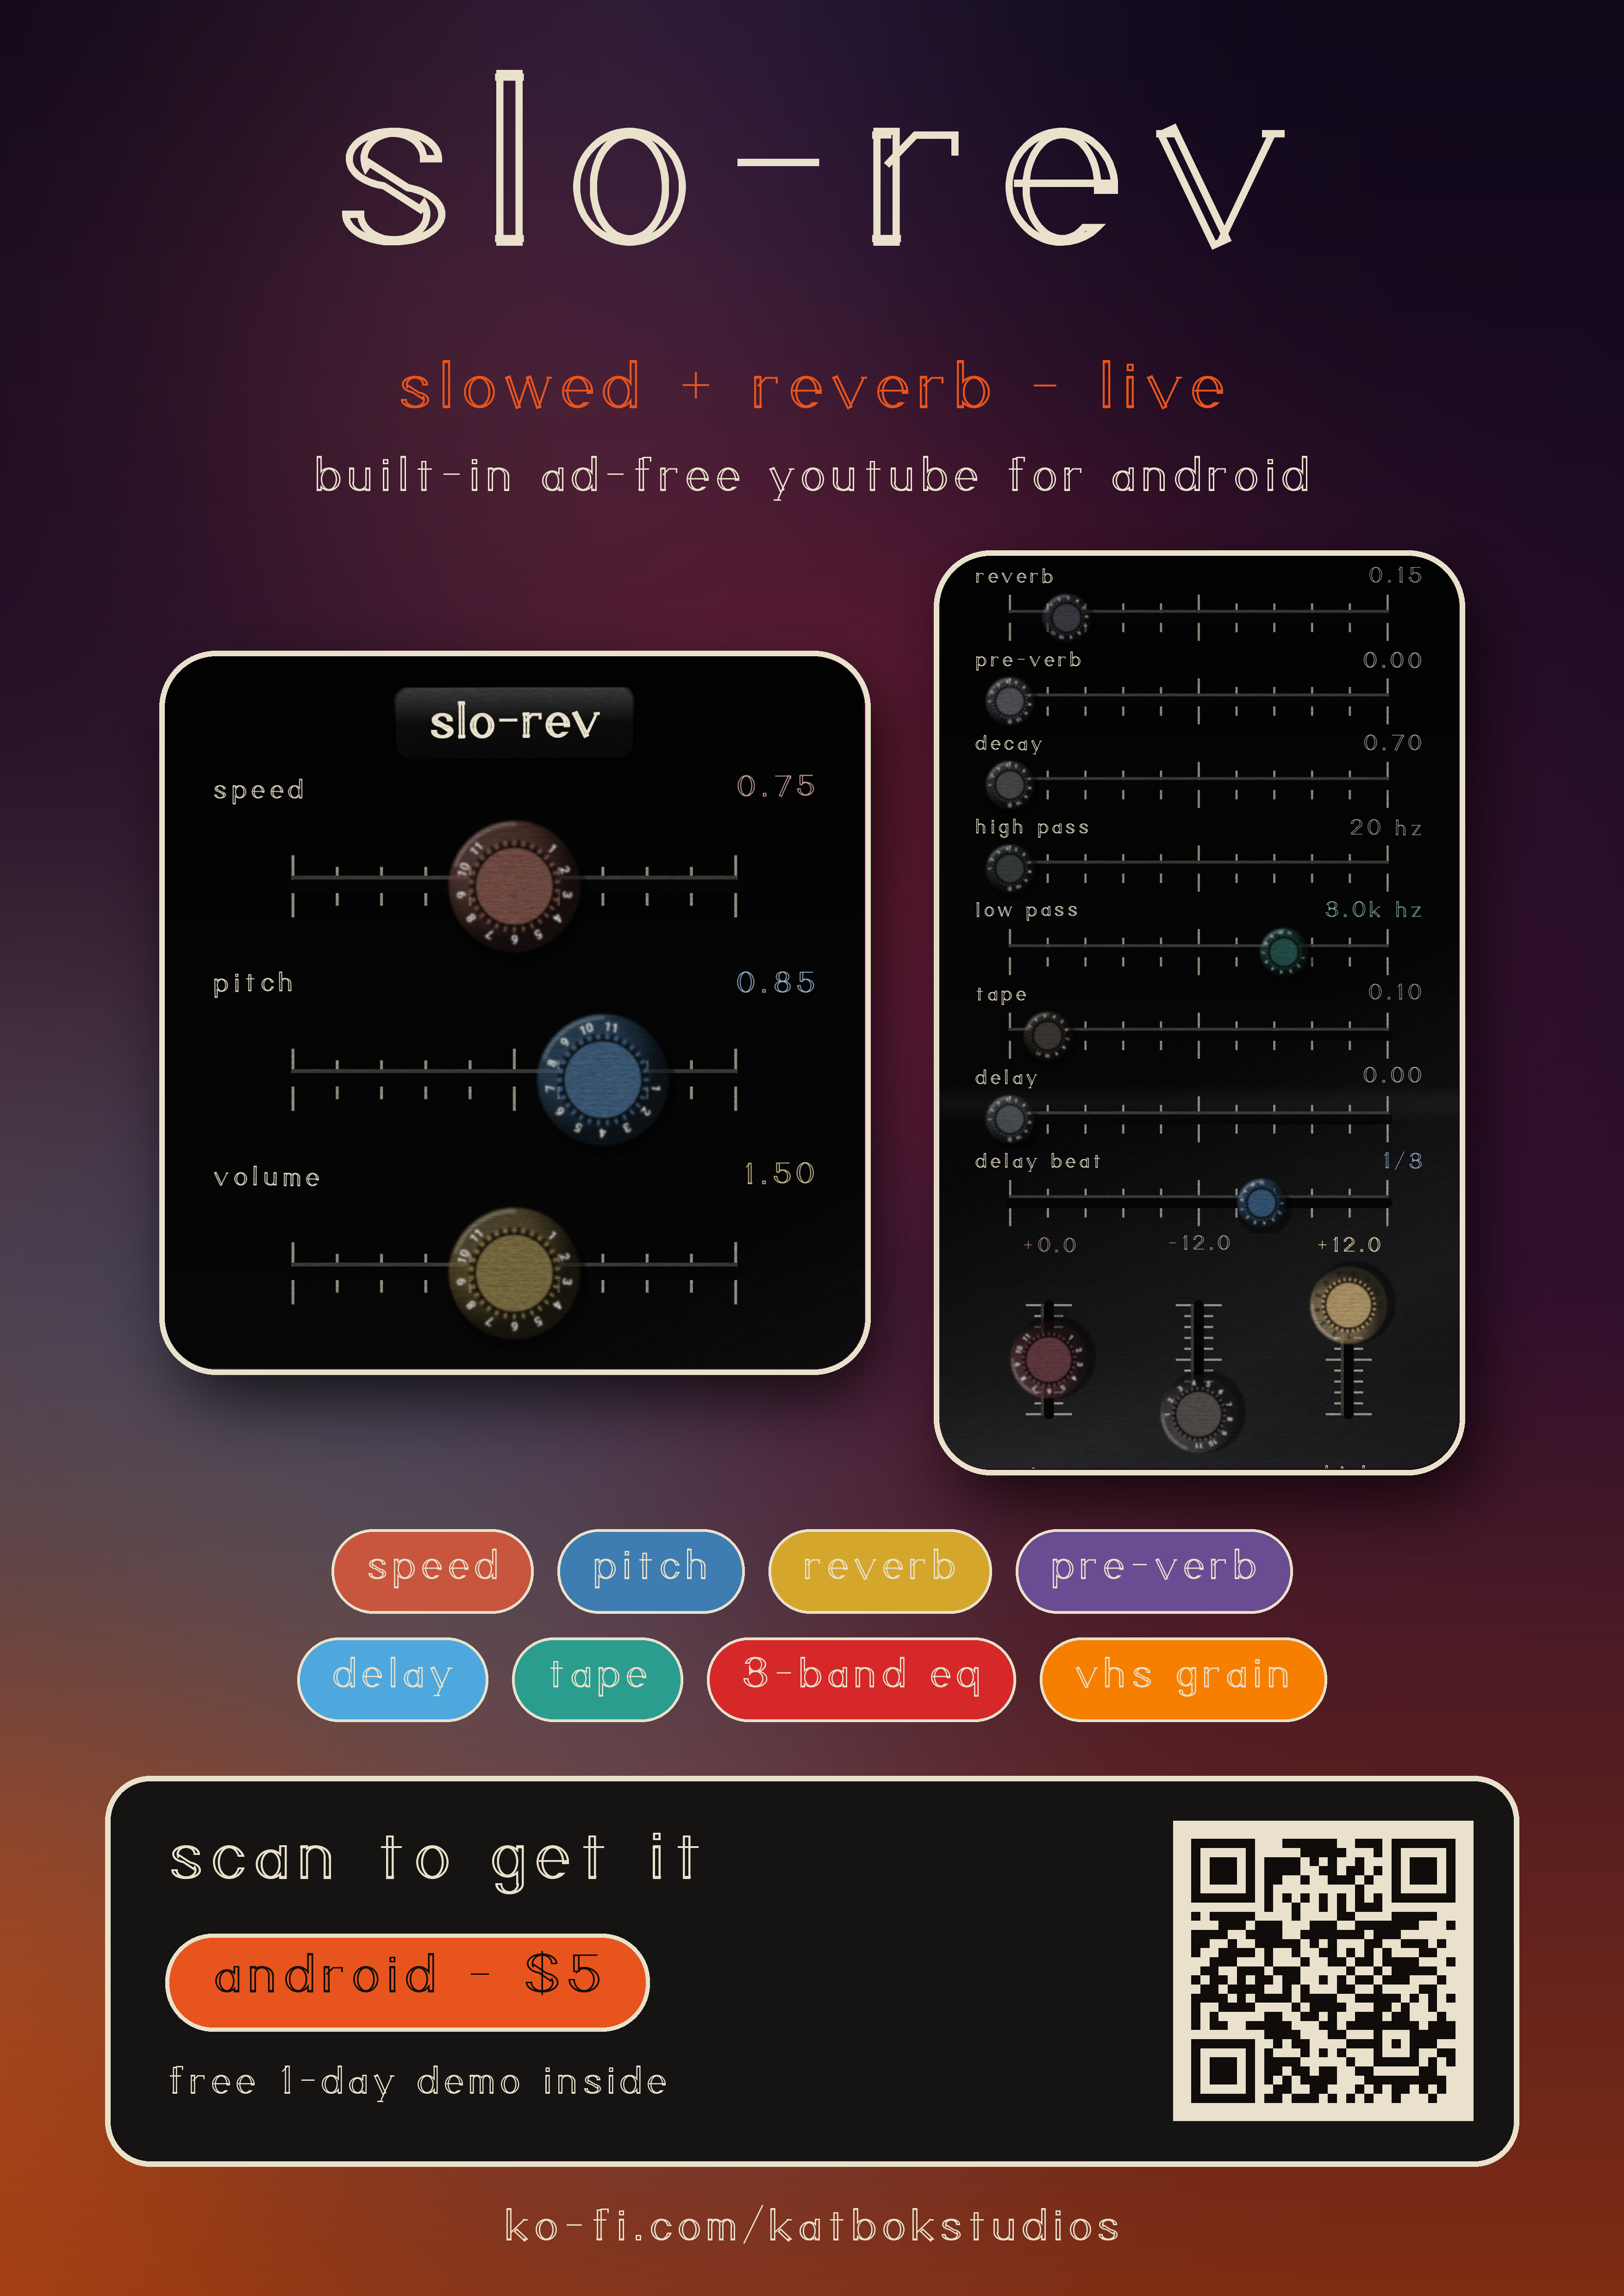 slo-rev
slowed + reverb - live
built-in ad-free youtube for android
slo-rev
speed 0.75
pitch 0.85
volume 1.50
reverb 0.15
pre-verb 0.00
decay 0.70
high pass 20 hz
low pass 3.0k hz
tape 0.10
delay 0.00
delay beat 1/3
+0.0 -12.0 +12.0
speed pitch reverb pre-verb
delay tape 3-band eq vhs grain
scan to get it
android - $5
free 1-day demo inside
ko-fi.com/katbokstudios